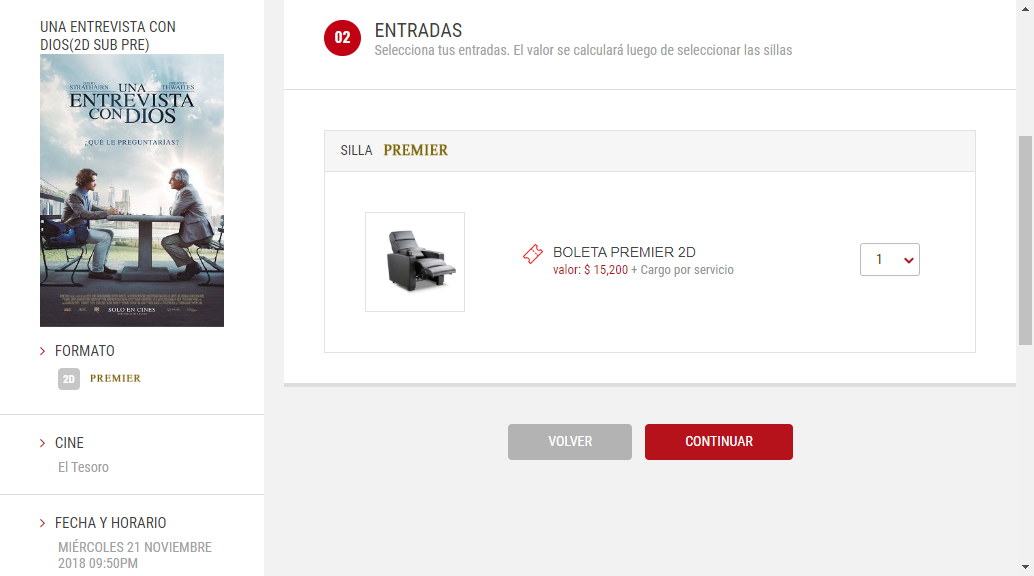 UNA ENTREVISTA CON
DIOS(2D SUB PRE)
STRATHAIRN
THWAITES
UNA
ENTREVISTA
CON DIOS
¿QUÉ LE PREGUNTARÍAS?
SOLO EN CINES
FORMATO
2D PREMIER
CINE
El Tesoro
FECHA Y HORARIO
MIÉRCOLES 21 NOVIEMBRE
2018 09:50PM
02
ENTRADAS
Selecciona tus entradas. El valor se calculará luego de seleccionar las sillas
SILLA PREMIER
BOLETA PREMIER 2D
valor: $ 15,200 + Cargo por servicio
1
VOLVER
CONTINUAR